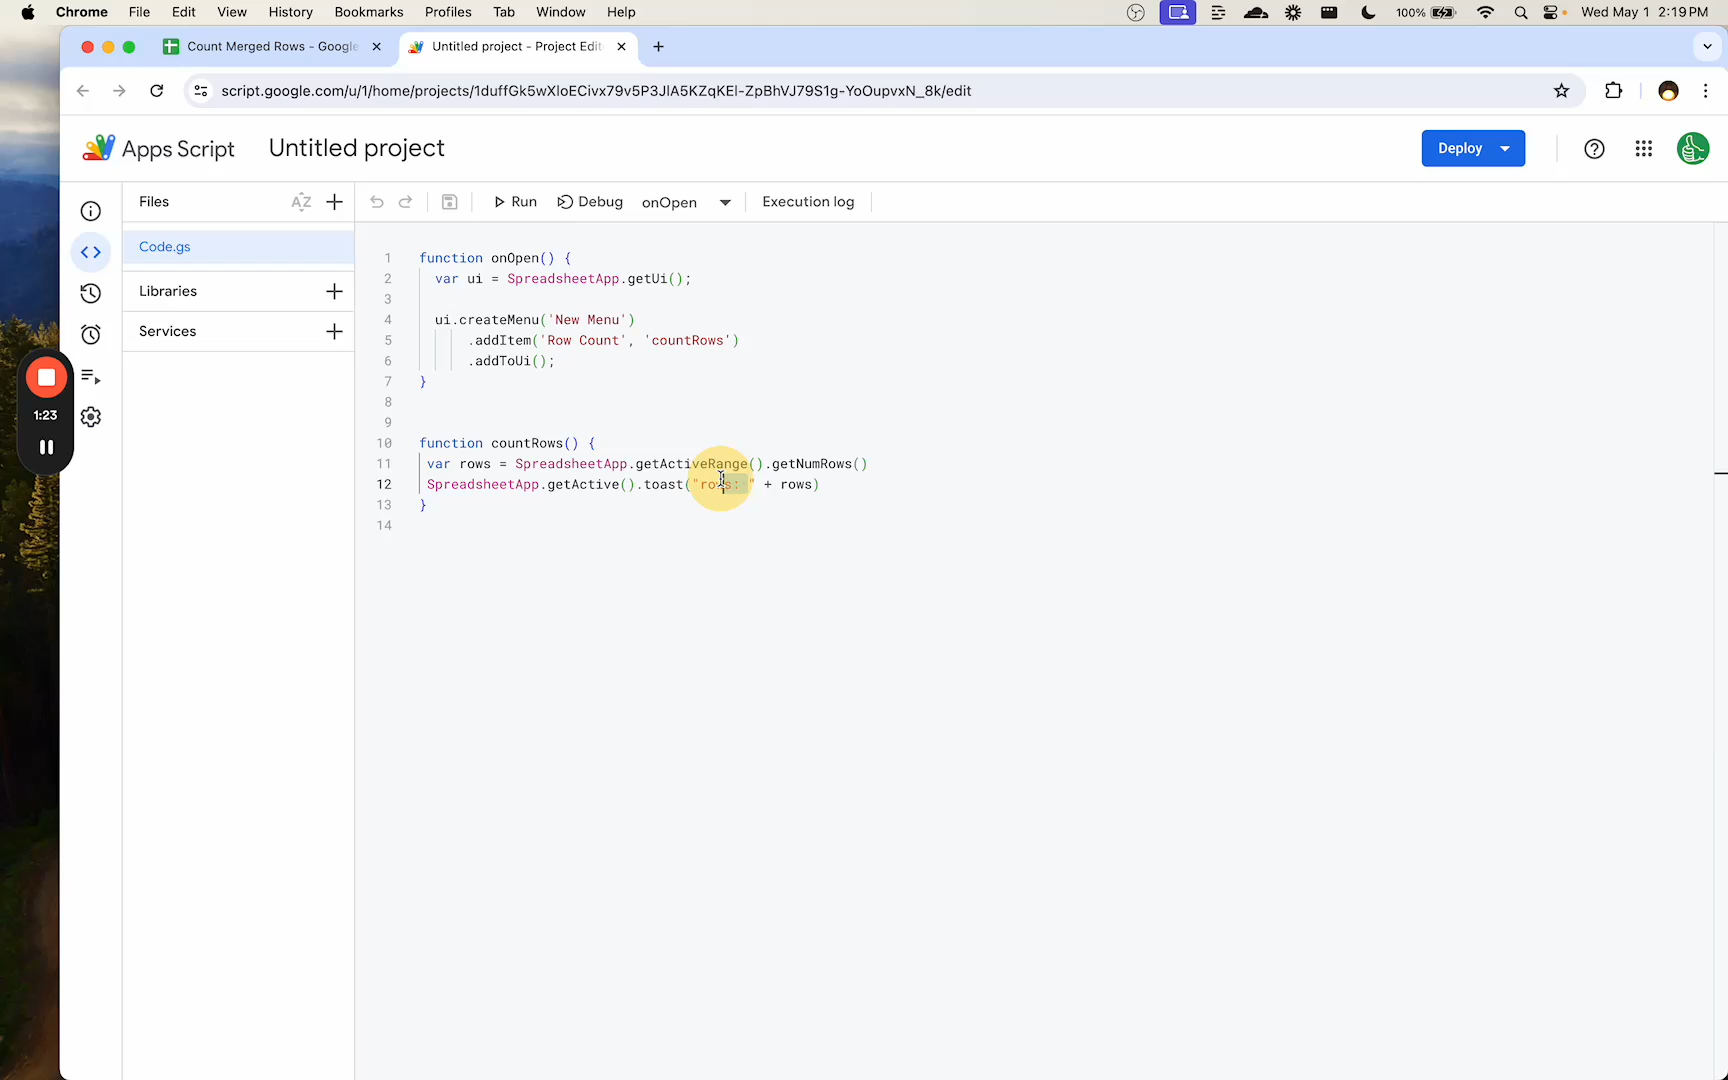 Chrome File Edit View History Bookmarks Profiles Tab Window Help 100% Wed May 1 2:19 PM
Count Merged Rows - Google Untitled project - Project Edit
script.google.com/u/1/home/projects/1duffGk5wXIoECivx79v5P3JlA5KZqKEl-ZpBhVJ79S1g-YoOupvxN_8k/edit
Apps Script Untitled project Deploy
Files AZ Run Debug onOpen Execution log
Code.gs
Libraries
Services
1:23
1 function onOpen() {
2 var ui = SpreadsheetApp.getUi();
3
4 ui.createMenu('New Menu')
5 .addItem('Row Count', 'countRows')
6 .addToUi();
7 }
8
9
10 function countRows() {
11 var rows = SpreadsheetApp.getActiveRange().getNumRows()
12 SpreadsheetApp.getActive().toast("rows: " + rows)
13 }
14